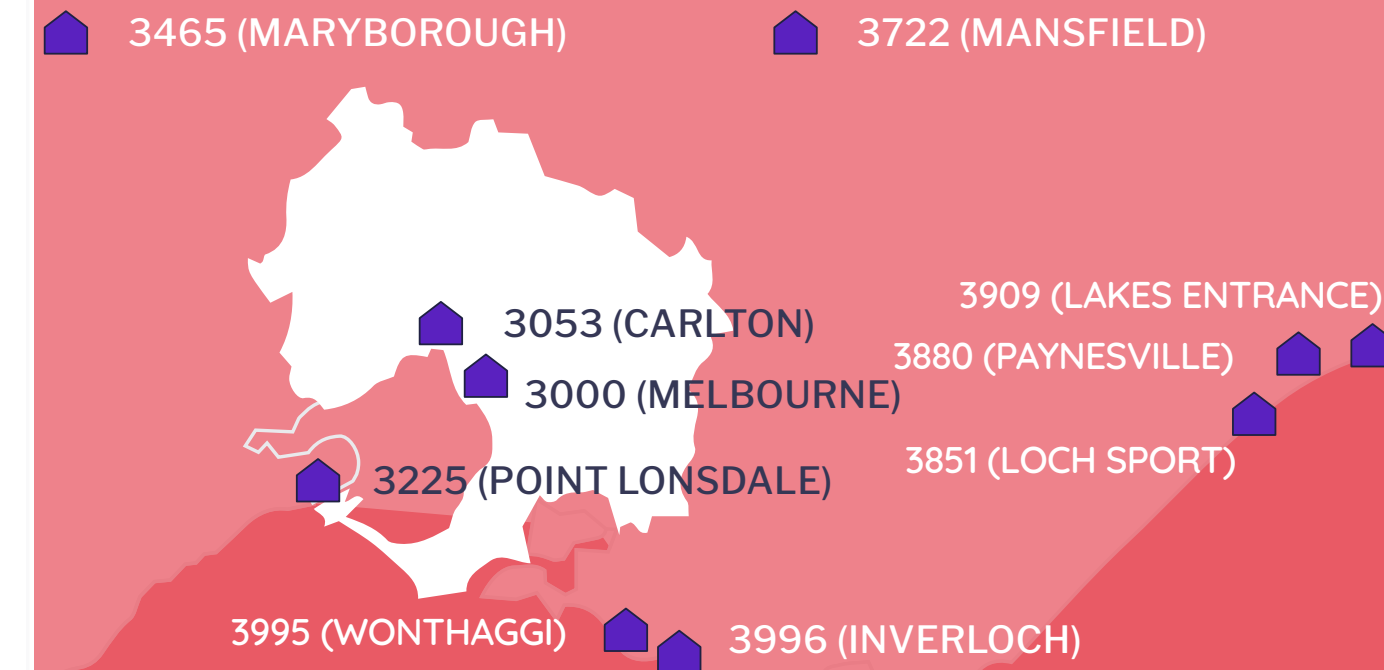 3465 (MARYBOROUGH)
3722 (MANSFIELD)
3909 (LAKES ENTRANCE)
3053 (CARLTON)
3880 (PAYNESVILLE)
3000 (MELBOURNE)
3851 (LOCH SPORT)
3225 (POINT LONSDALE)
3995 (WONTHAGGI)
3996 (INVERLOCH)